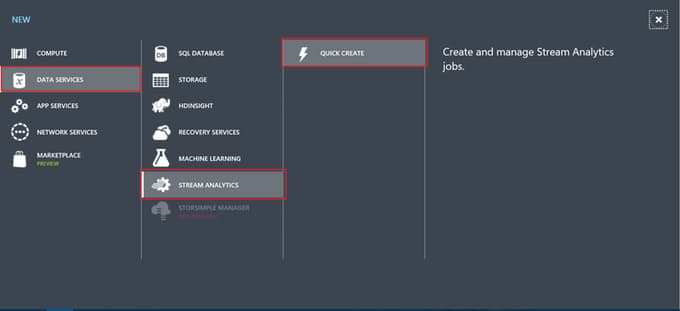 NEW
COMPUTE
DATA SERVICES
APP SERVICES
NETWORK SERVICES
MARKETPLACE
PREVIEW
SQL DATABASE
DB
STORAGE
HDINSIGHT
RECOVERY SERVICES
MACHINE LEARNING
STREAM ANALYTICS
STORSIMPLE MANAGER
QUICK CREATE
Create and manage Stream Analytics
jobs.